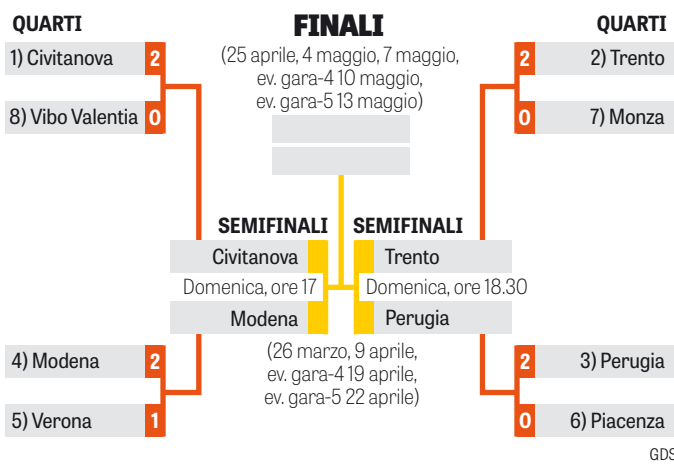 QUARTI
1) Civitanova 2
8) Vibo Valentia 0
FINALI
(25 aprile, 4 maggio, 7 maggio,
ev. gara-4 10 maggio,
ev. gara-5 13 maggio)
QUARTI
2 2) Trento
0 7) Monza
SEMIFINALI
Civitanova
Domenica, ore 17
Modena
SEMIFINALI
Trento
Domenica, ore 18.30
Perugia
(26 marzo, 9 aprile,
ev. gara-4 19 aprile,
ev. gara-5 22 aprile)
4) Modena 2
5) Verona 1
2 3) Perugia
0 6) Piacenza
GDS